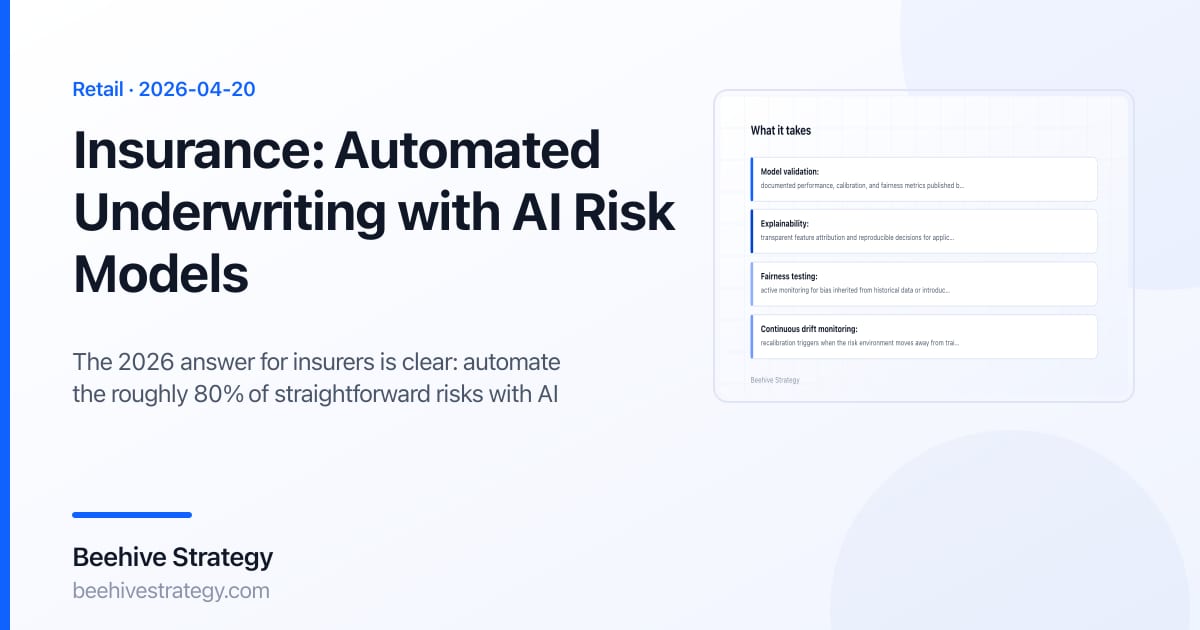 Retail · 2026-04-20
Insurance: Automated
Underwriting with AI Risk
Models
The 2026 answer for insurers is clear: automate
the roughly 80% of straightforward risks with AI
Beehive Strategy
beehivestrategy.com
What it takes
Model validation:
documented performance, calibration, and fairness metrics published b...
Explainability:
transparent feature attribution and reproducible decisions for applic...
Fairness testing:
active monitoring for bias inherited from historical data or introduc...
Continuous drift monitoring:
recalibration triggers when the risk environment moves away from trai...
Beehive Strategy